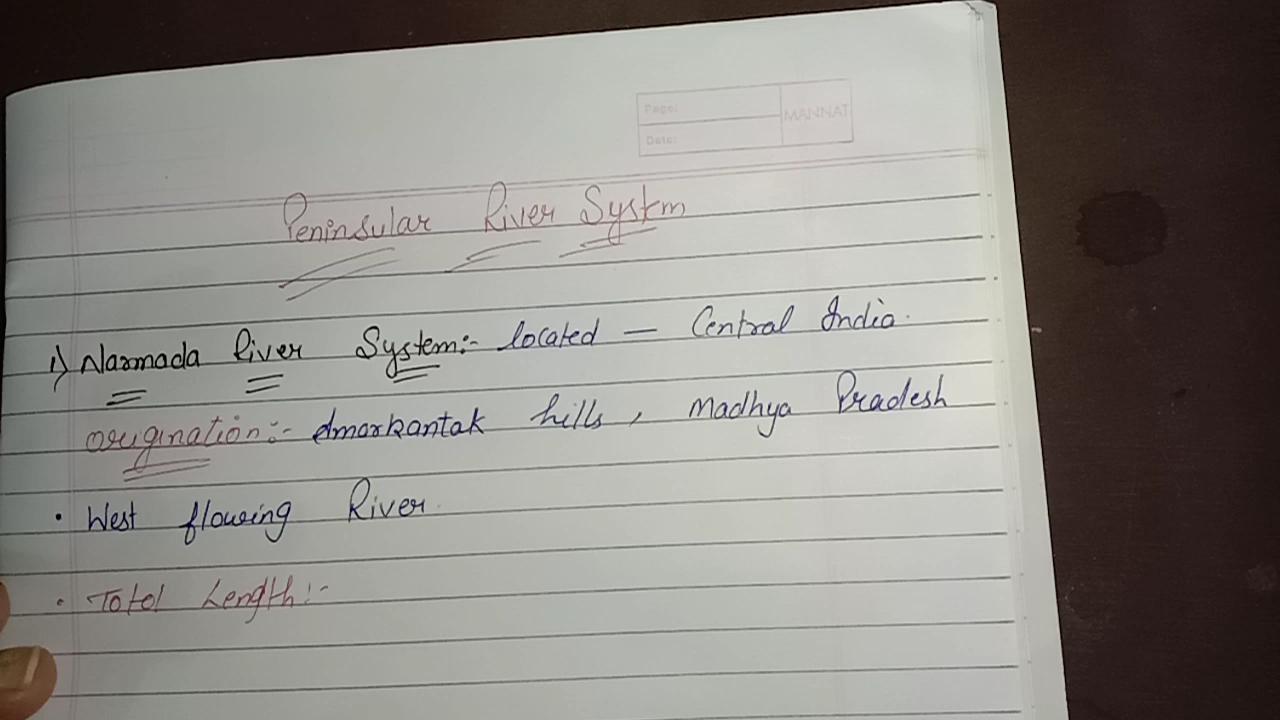 Page:
MANNAT
Date:
Peninsular River System
1) Narmada River System:- located — Central India.
origination:- Amarkantak hills, Madhya Pradesh
• West flowing River.
• Total Length:-